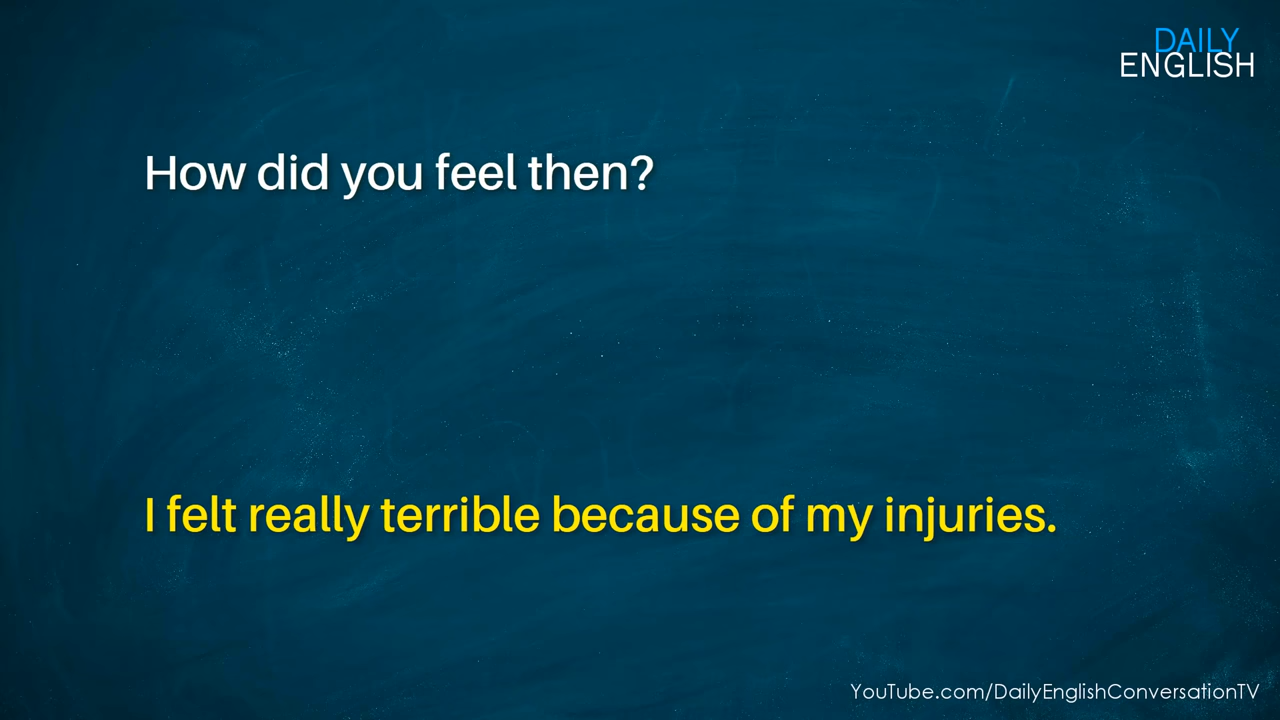 DAILY
ENGLISH
How did you feel then?
I felt really terrible because of my injuries.
YouTube.com/DailyEnglishConversationTV